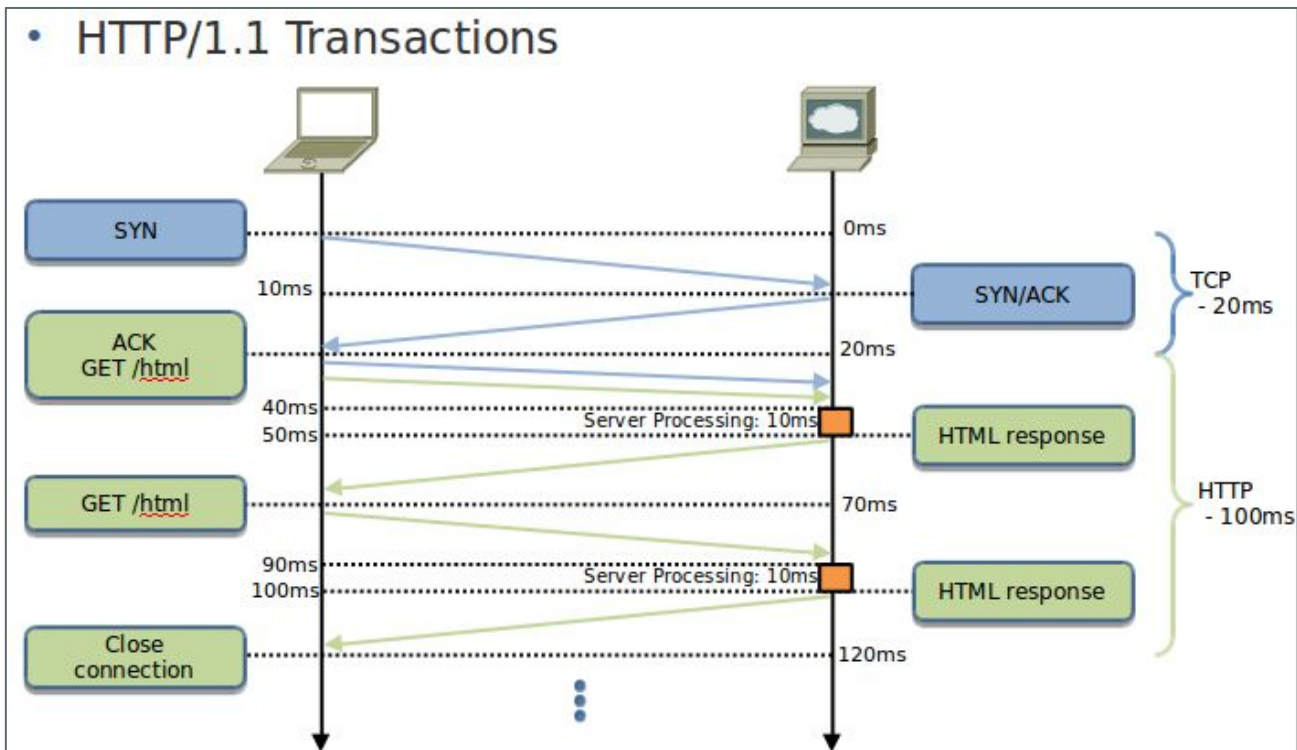 • HTTP/1.1 Transactions
SYN
0ms
10ms
SYN/ACK
TCP
- 20ms
ACK
GET /html
20ms
40ms
Server Processing: 10ms
50ms
HTML response
GET /html
70ms
HTTP
- 100ms
90ms
Server Processing: 10ms
100ms
HTML response
Close
connection
120ms